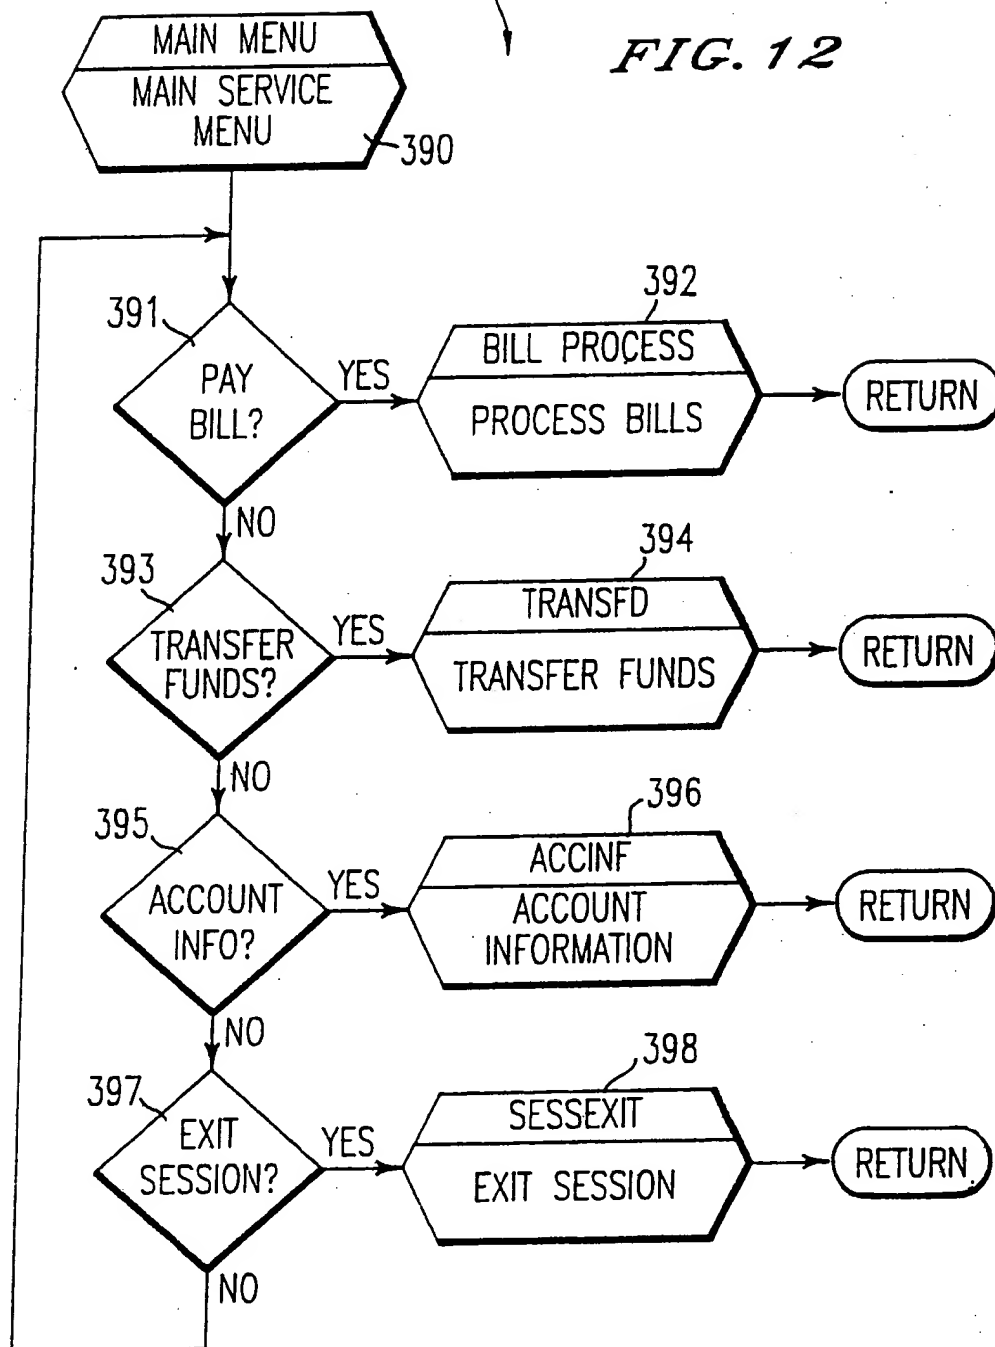 FIG. 12
MAIN MENU
MAIN SERVICE
MENU
390
391
PAY
BILL?
YES
392
BILL PROCESS
PROCESS BILLS
RETURN
NO
393
TRANSFER
FUNDS?
YES
394
TRANSFD
TRANSFER FUNDS
RETURN
NO
395
ACCOUNT
INFO?
YES
396
ACCINF
ACCOUNT
INFORMATION
RETURN
NO
397
EXIT
SESSION?
YES
398
SESSEXIT
EXIT SESSION
RETURN
NO